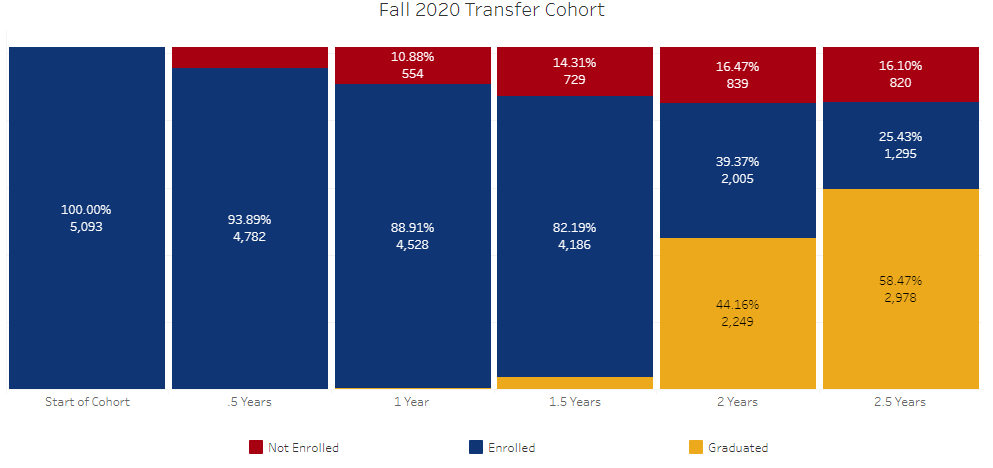 Fall 2020 Transfer Cohort
100.00%
5,093
93.89%
4,782
10.88%
554
88.91%
4,528
14.31%
729
82.19%
4,186
16.47%
839
39.37%
2,005
44.16%
2,249
16.10%
820
25.43%
1,295
58.47%
2,978
Start of Cohort
.5 Years
1 Year
1.5 Years
2 Years
2.5 Years
Not Enrolled
Enrolled
Graduated